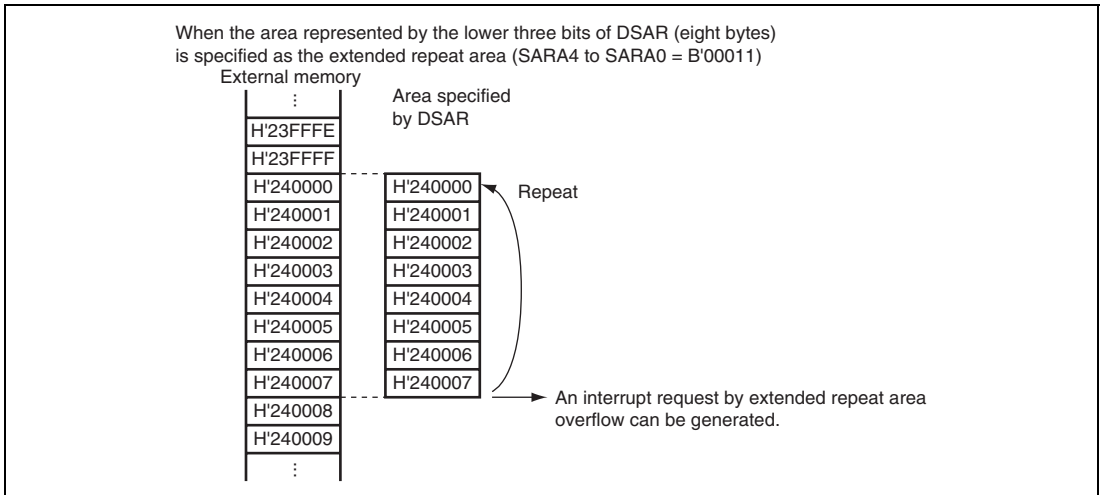 When the area represented by the lower three bits of DSAR (eight bytes)
is specified as the extended repeat area (SARA4 to SARA0 = B'00011)
External memory
Area specified
by DSAR
⋮
H'23FFFE
H'23FFFF
H'240000
H'240001
H'240002
H'240003
H'240004
H'240005
H'240006
H'240007
H'240008
H'240009
⋮
H'240000
H'240001
H'240002
H'240003
H'240004
H'240005
H'240006
H'240007
Repeat
An interrupt request by extended repeat area
overflow can be generated.